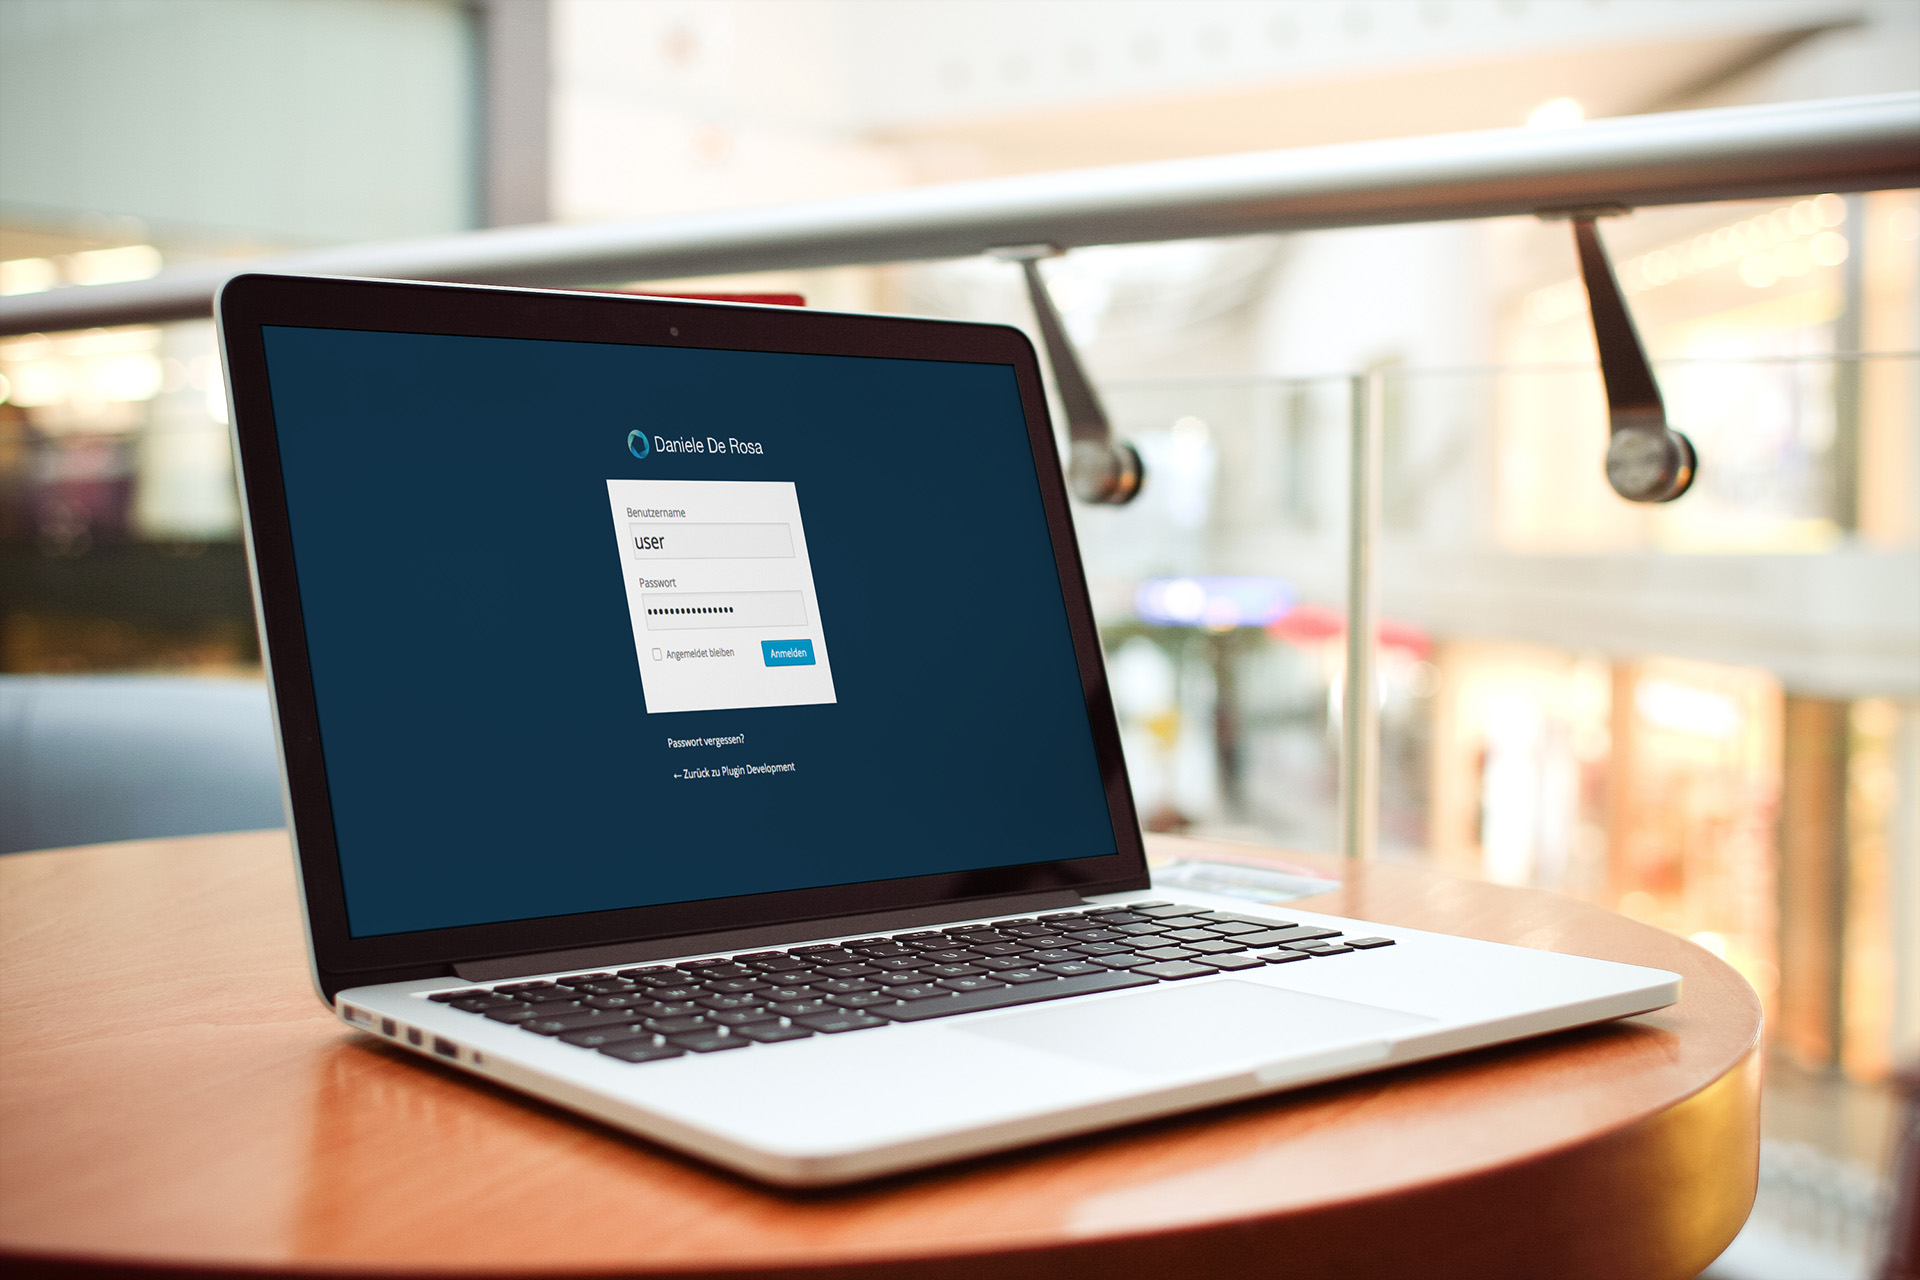 Daniele De Rosa
Benutzername
user
Passwort
•••••••••••••••
Angemeldet bleiben
Anmelden
Passwort vergessen?
← Zurück zu Plugin Development